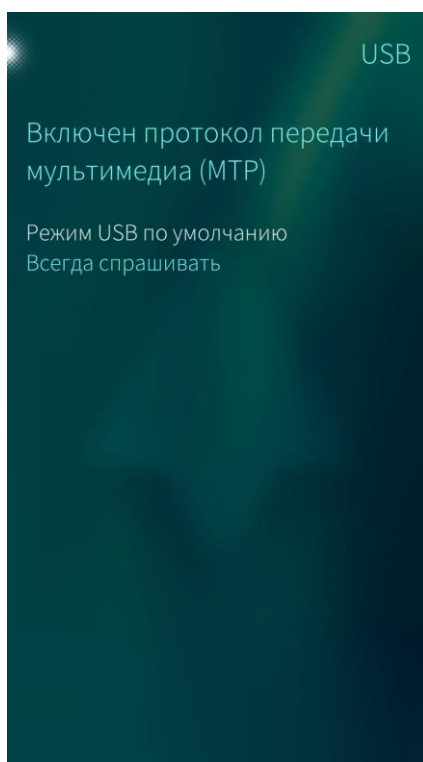 USB
Включен протокол передачи
мультимедиа (MTP)
Режим USB по умолчанию
Всегда спрашивать